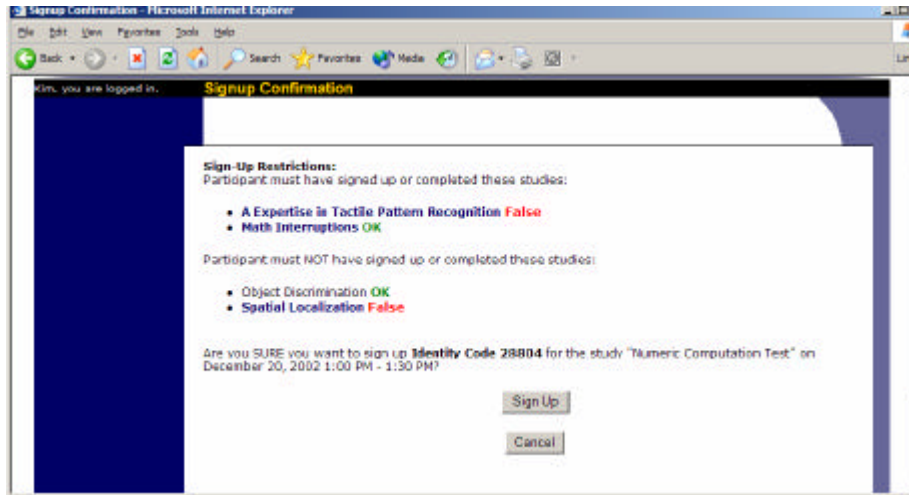 Signup Confirmation - Microsoft Internet Explorer
File Edit View Favorites Tools Help
Back Search Favorites Media
Kim, you are logged in. Signup Confirmation
Sign-Up Restrictions:
Participant must have signed up or completed these studies:
• A Expertise in Tactile Pattern Recognition False
• Math Interruptions OK
Participant must NOT have signed up or completed these studies:
• Object Discrimination OK
• Spatial Localization False
Are you SURE you want to sign up Identity Code 28804 for the study "Numeric Computation Test" on
December 20, 2002 1:00 PM - 1:30 PM?
Sign Up
Cancel